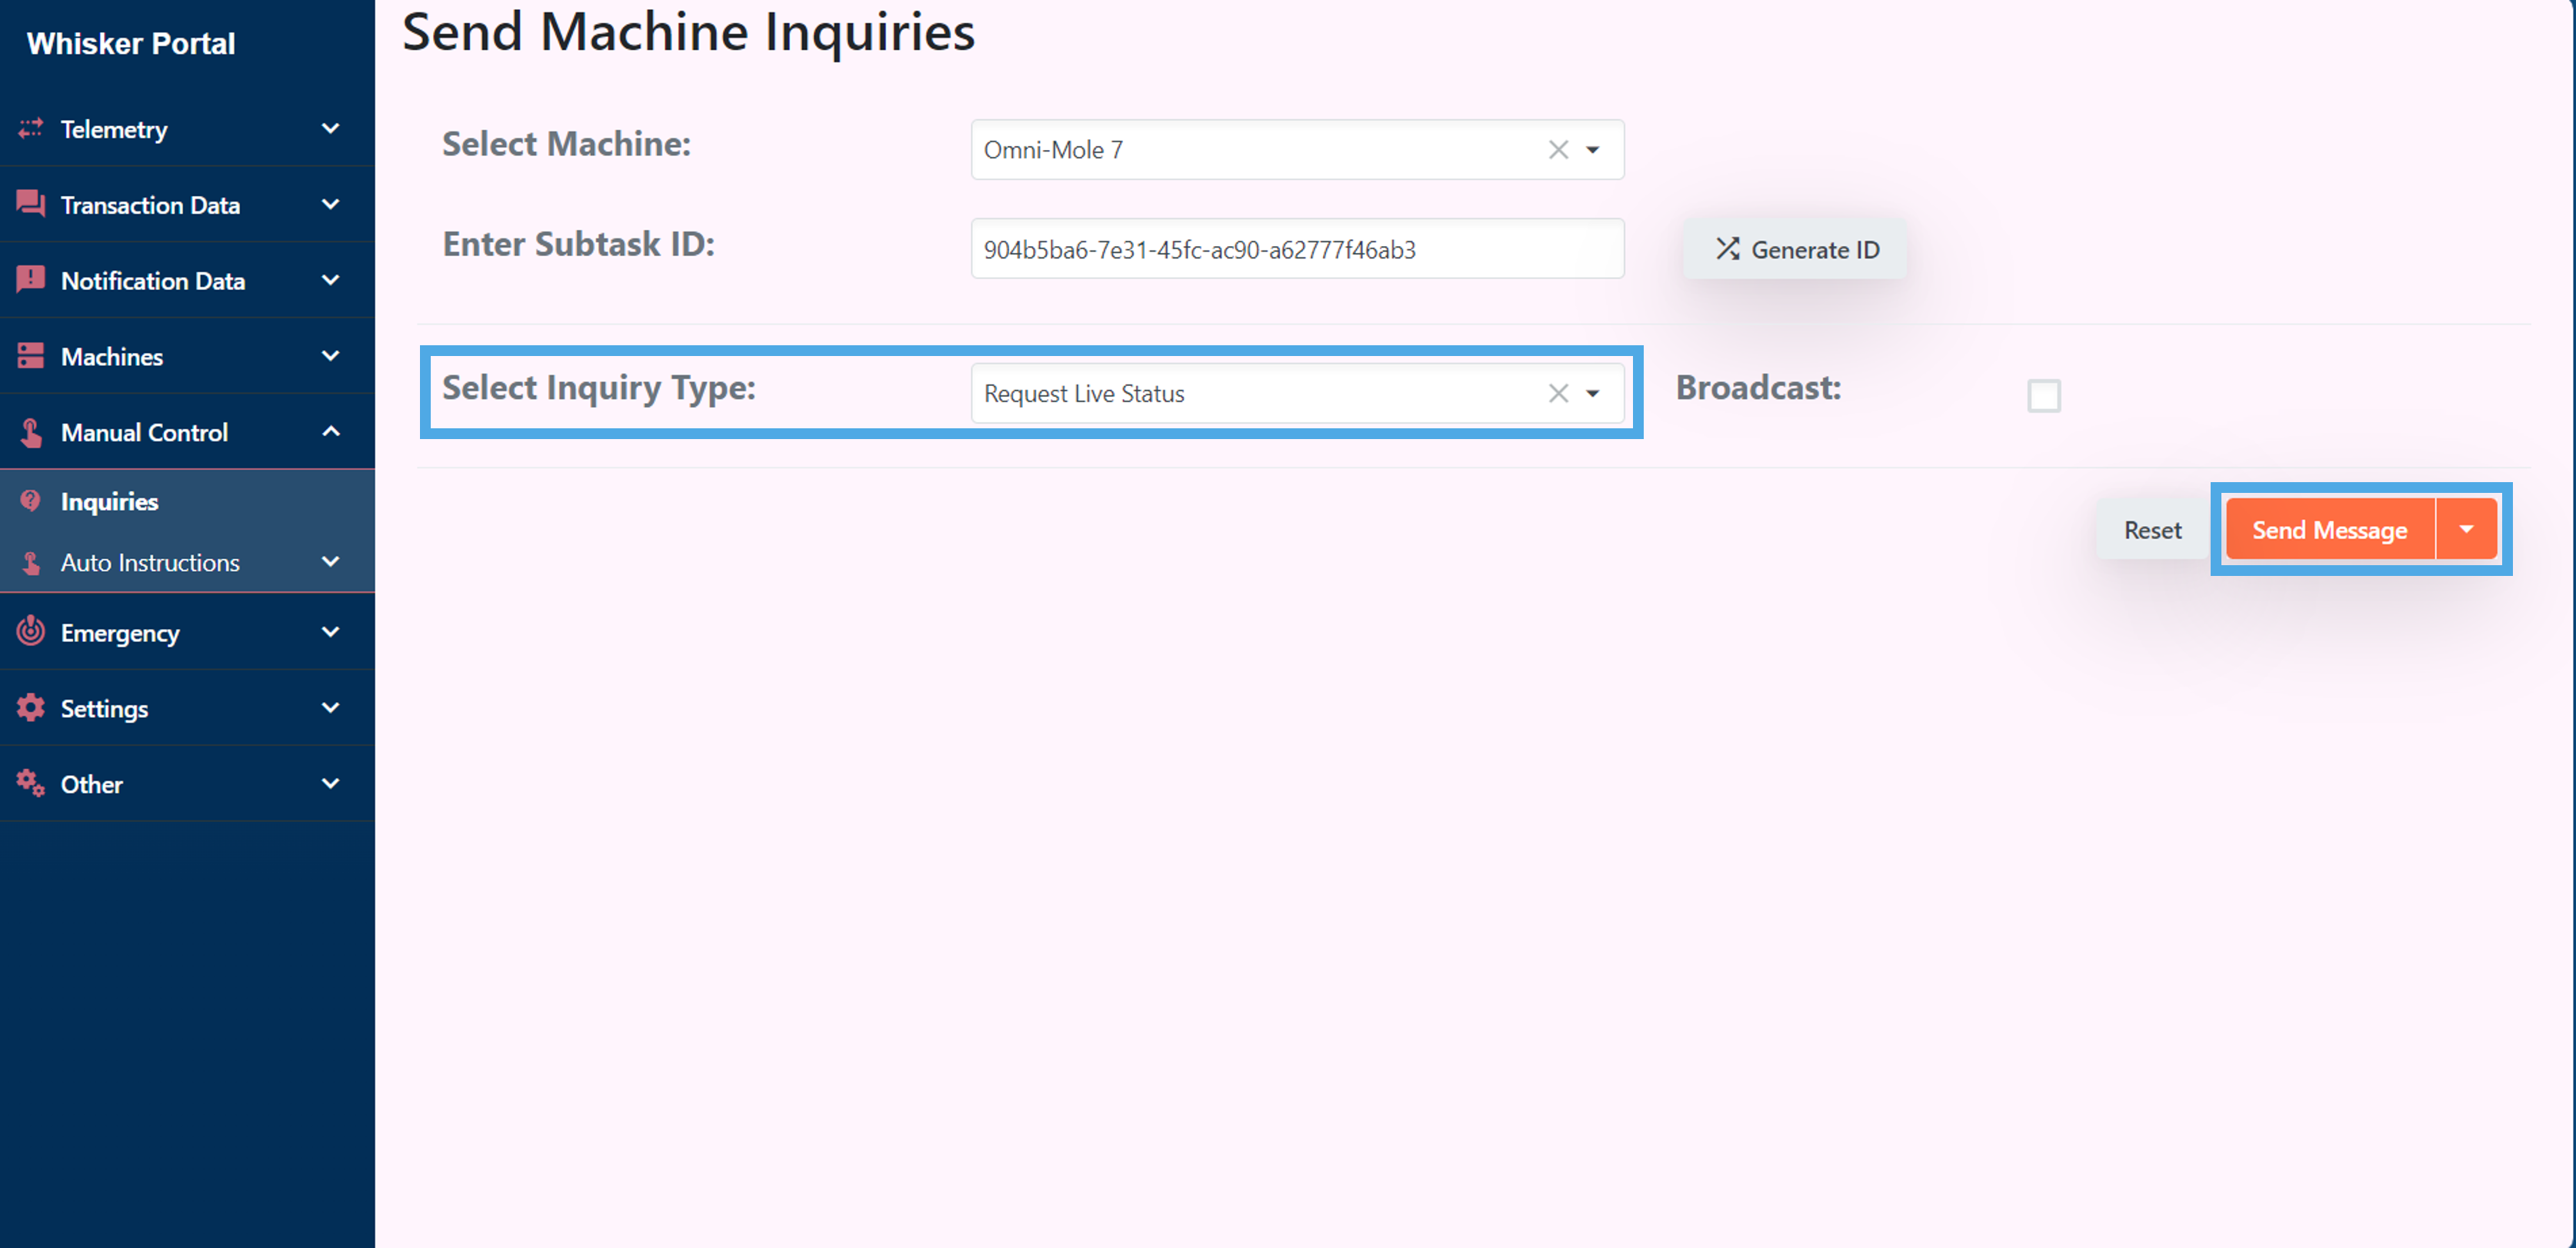 Whisker Portal
Telemetry
Transaction Data
Notification Data
Machines
Manual Control
Inquiries
Auto Instructions
Emergency
Settings
Other
Send Machine Inquiries
Select Machine:
Omni-Mole 7
Enter Subtask ID:
904b5ba6-7e31-45fc-ac90-a62777f46ab3
Generate ID
Select Inquiry Type:
Request Live Status
Broadcast:
Reset
Send Message